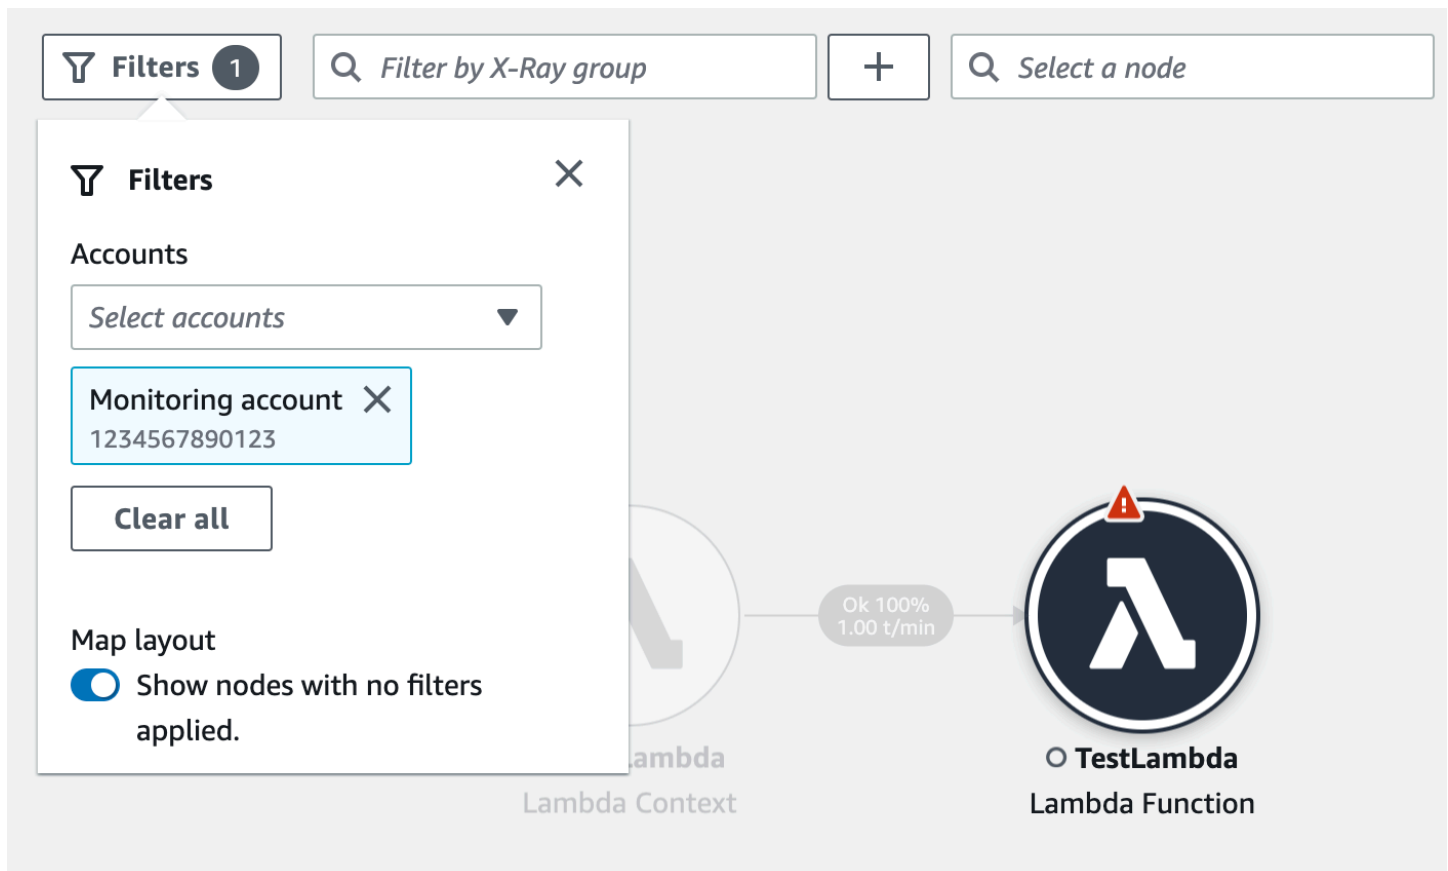 Filters 1
Filter by X-Ray group
+
Select a node
Filters
Accounts
Select accounts
Monitoring account
1234567890123
Clear all
Map layout
Show nodes with no filters
applied.
Ok 100%
1.00 t/min
TestLambda
Lambda Context
Lambda Function